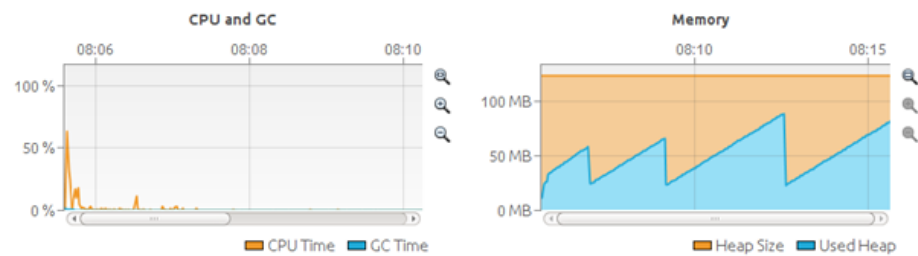 CPU and GC
08:06 08:08 08:10
100 %
50 %
0 %
CPU Time GC Time
Memory
08:10 08:15
100 MB
50 MB
0 MB
Heap Size Used Heap